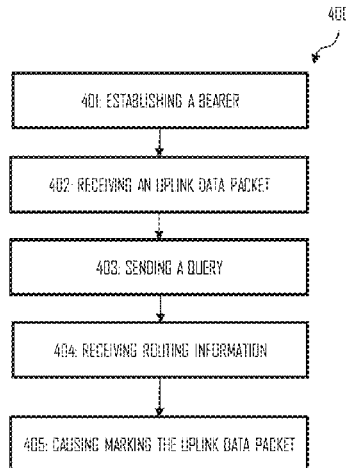 400
401: ESTABLISHING A BEARER
402: RECEIVING AN UPLINK DATA PACKET
403: SENDING A QUERY
404: RECEIVING ROUTING INFORMATION
405: CAUSING MARKING THE UPLINK DATA PACKET